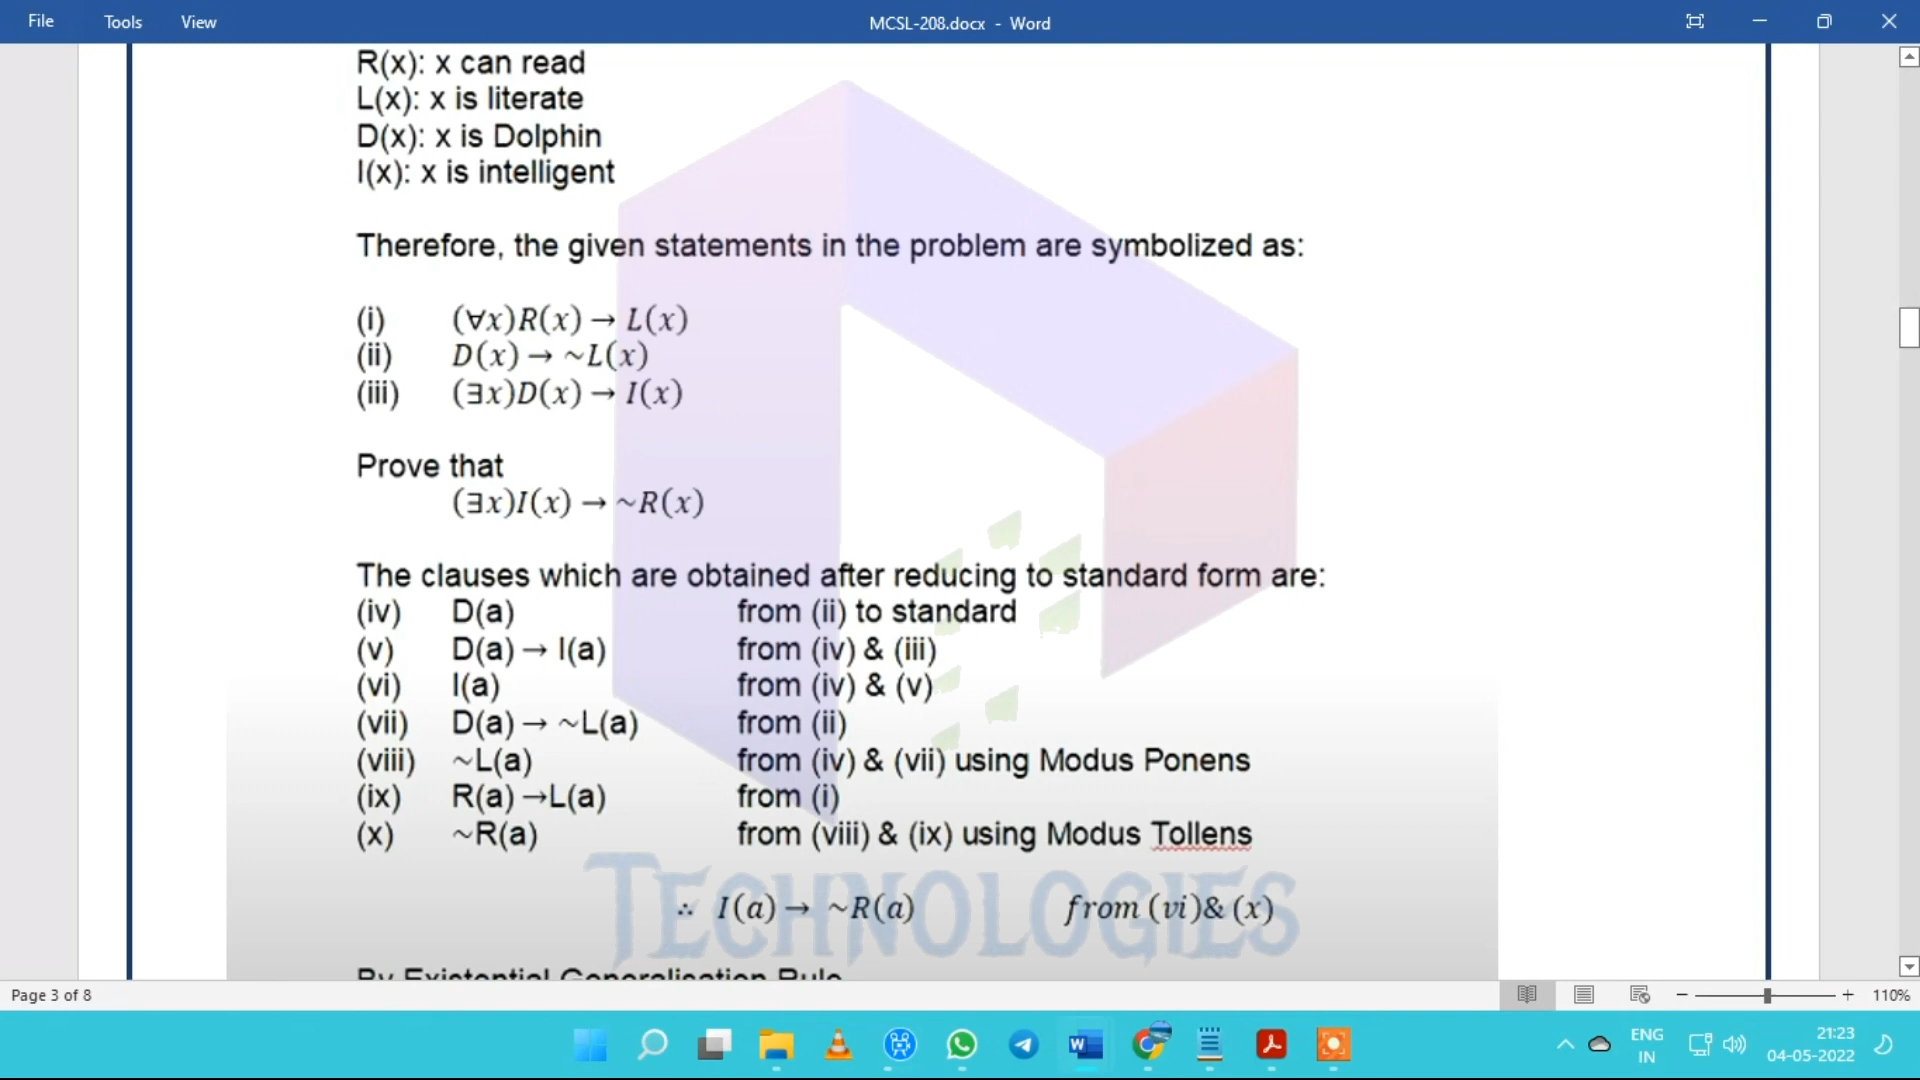 File Tools View MCSL-208.docx - Word
R(x): x can read
L(x): x is literate
D(x): x is Dolphin
I(x): x is intelligent
Therefore, the given statements in the problem are symbolized as:
(i) (∀x)R(x) → L(x)
(ii) D(x) → ~L(x)
(iii) (∃x)D(x) → I(x)
Prove that
(∃x)I(x) → ~R(x)
The clauses which are obtained after reducing to standard form are:
(iv) D(a) from (ii) to standard
(v) D(a) → I(a) from (iv) & (iii)
(vi) I(a) from (iv) & (v)
(vii) D(a) → ~L(a) from (ii)
(viii) ~L(a) from (iv) & (vii) using Modus Ponens
(ix) R(a) →L(a) from (i)
(x) ~R(a) from (viii) & (ix) using Modus Tollens
TECHNOLOGIES
∴ I(a) → ~R(a) from (vi)& (x)
By Existential Generalisation Rule
Page 3 of 8 110%
ENG 21:23
IN 04-05-2022